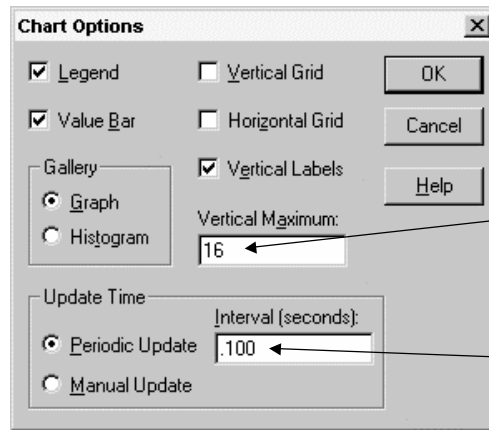 Chart Options
Legend
Vertical Grid
OK
Value Bar
Horizontal Grid
Cancel
Gallery
Vertical Labels
Help
Graph
Vertical Maximum:
Histogram
16
Update Time
Interval (seconds):
Periodic Update
.100
Manual Update